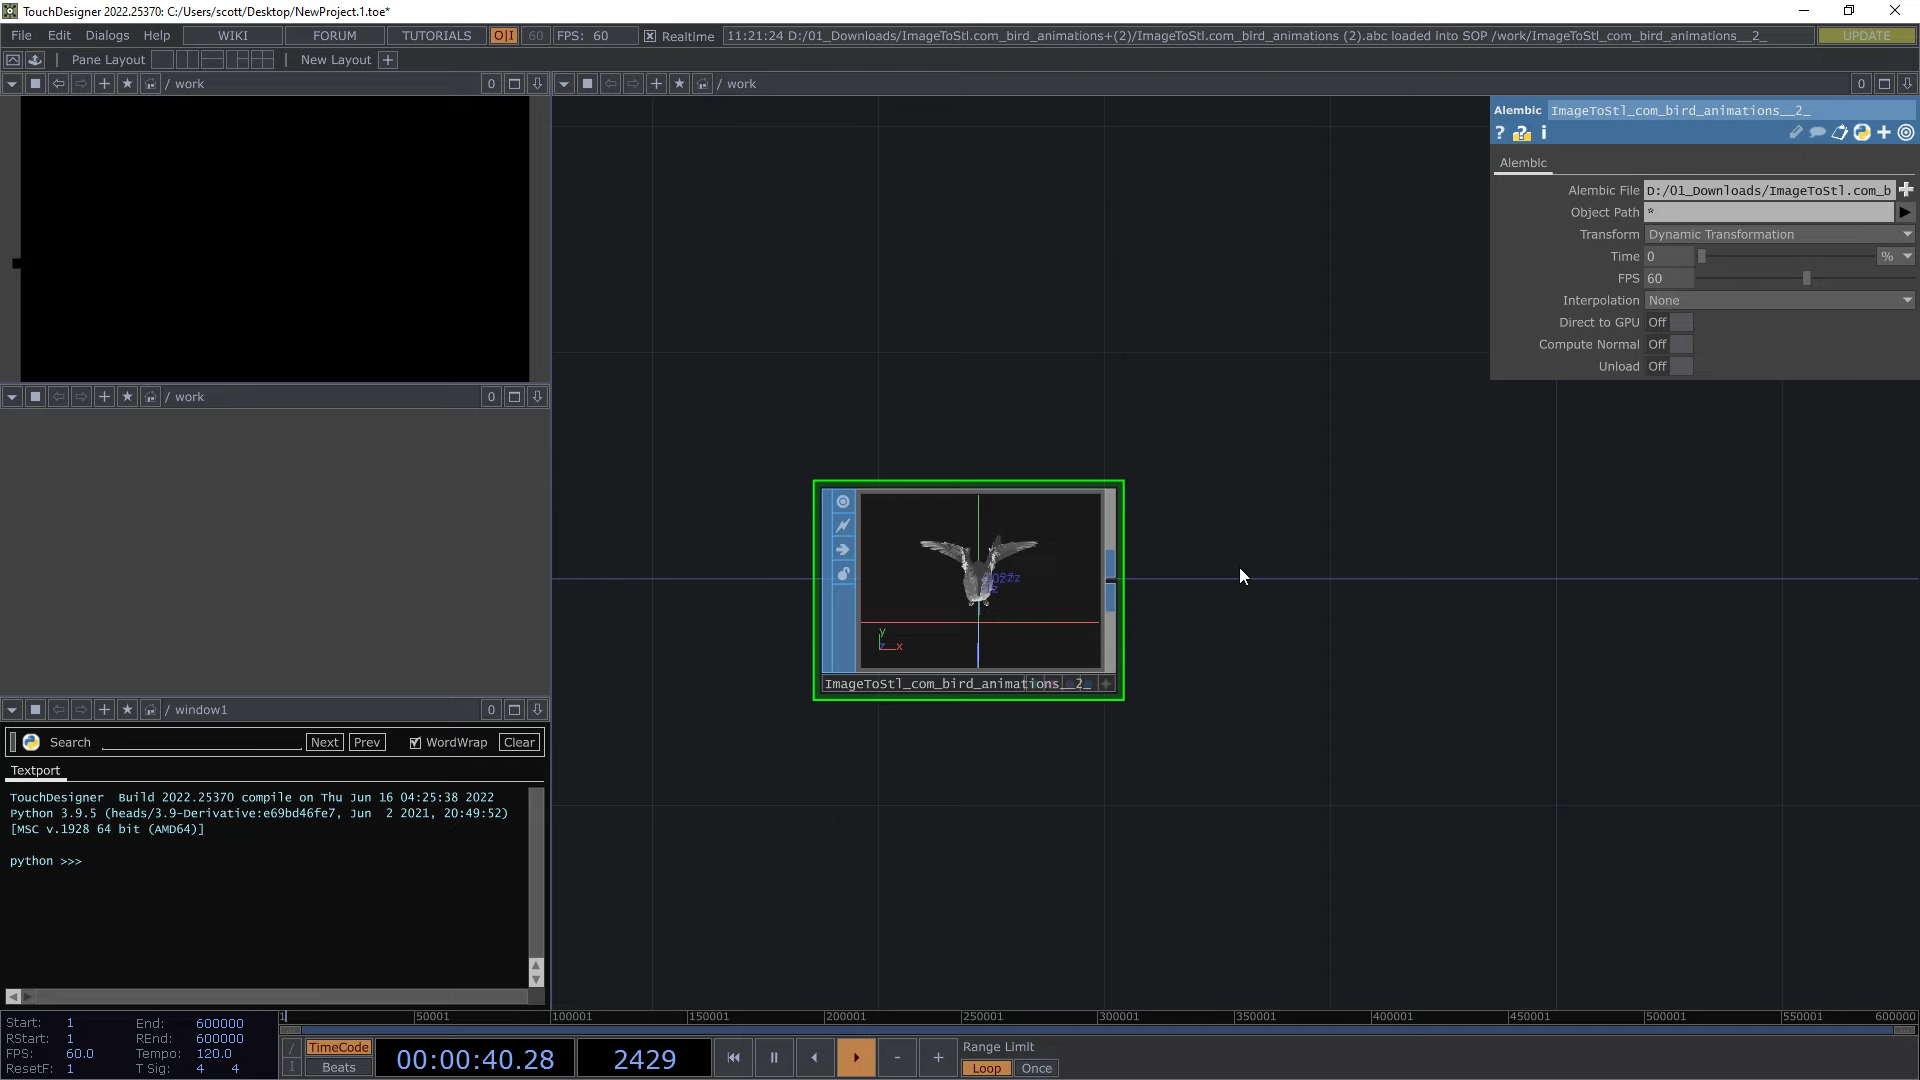 TouchDesigner 2022.25370: C:/Users/scott/Desktop/NewProject.1.toe*
File Edit Dialogs Help WIKI FORUM TUTORIALS O|I 60 FPS: 60 Realtime 11:21:24 D:/01_Downloads/ImageToStl.com_bird_animations+(2)/ImageToStl.com_bird_animations (2).abc loaded into SOP /work/ImageToStl_com_bird_animations__2_ UPDATE
Pane Layout New Layout +
/ work 0
/ work 0
Alembic ImageToStl_com_bird_animations__2_
? ? i
Alembic
Alembic File D:/01_Downloads/ImageToStl.com_b
Object Path *
Transform Dynamic Transformation
Time 0 %
FPS 60
Interpolation None
Direct to GPU Off
Compute Normal Off
Unload Off
/ work 0
y
z x
ImageToStl_com_bird_animations__2_
/ window1 0
Search Next Prev WordWrap Clear
Textport
TouchDesigner Build 2022.25370 compile on Thu Jun 16 04:25:38 2022
Python 3.9.5 (heads/3.9-Derivative:e69bd46fe7, Jun 2 2021, 20:49:52)
[MSC v.1928 64 bit (AMD64)]
python >>>
1 50001 100001 150001 200001 250001 300001 350001 400001 450001 500001 550001 600000
Start: 1 End: 600000
RStart: 1 REnd: 600000
FPS: 60.0 Tempo: 120.0
ResetF: 1 T Sig: 4 4
/ TimeCode
I Beats
00:00:40.28 2429 - +
Range Limit
Loop Once